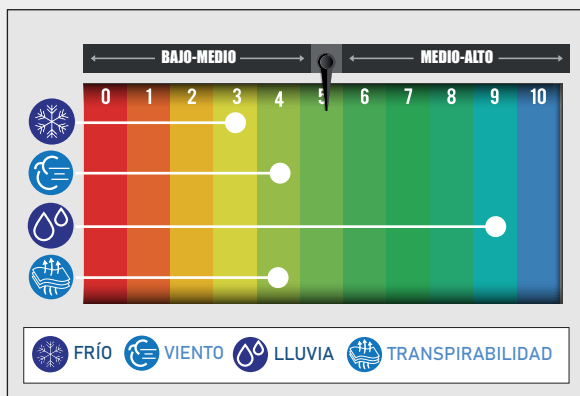 BAJO-MEDIO MEDIO-ALTO
0 1 2 3 4 5 6 7 8 9 10
FRÍO VIENTO LLUVIA TRANSPIRABILIDAD